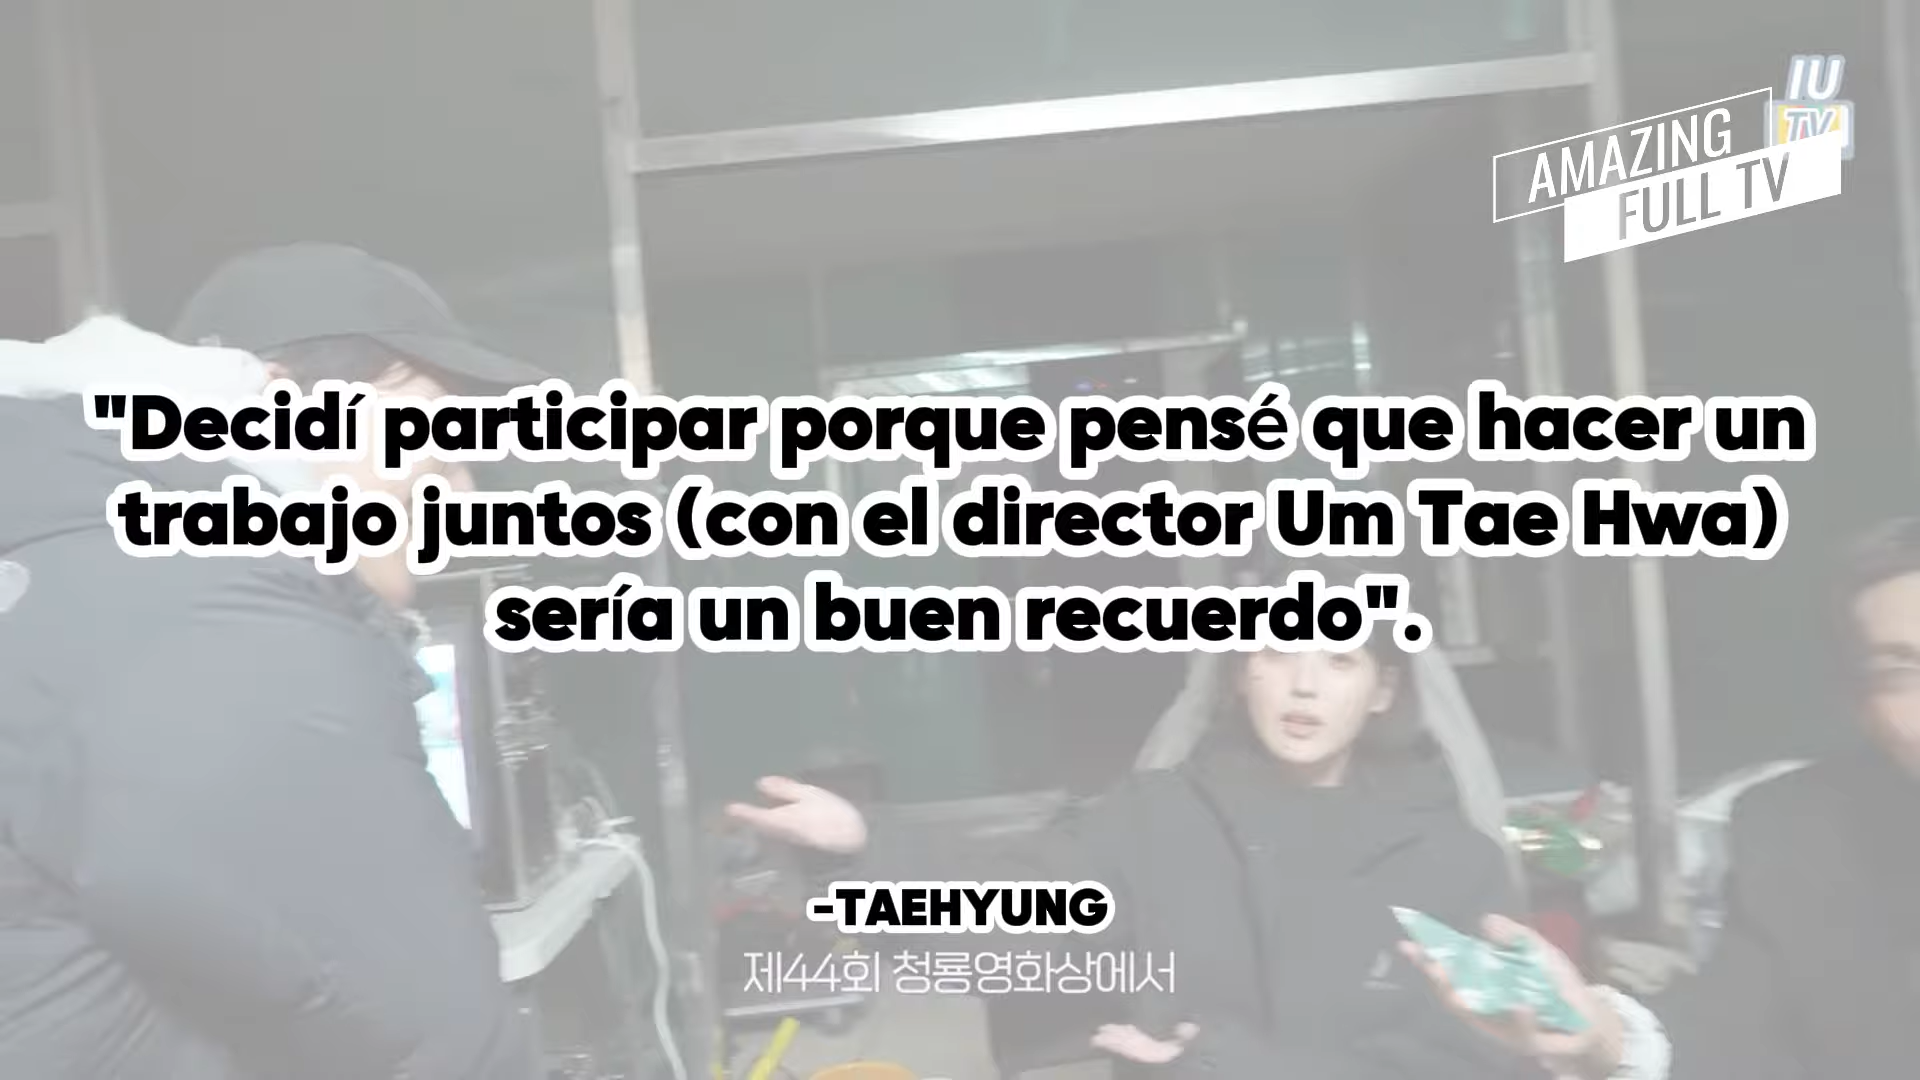 IU
TV
AMAZING
FULL TV
"Decidí participar porque pensé que hacer un
trabajo juntos (con el director Um Tae Hwa)
sería un buen recuerdo".
-TAEHYUNG
제44회 청룡영화상에서